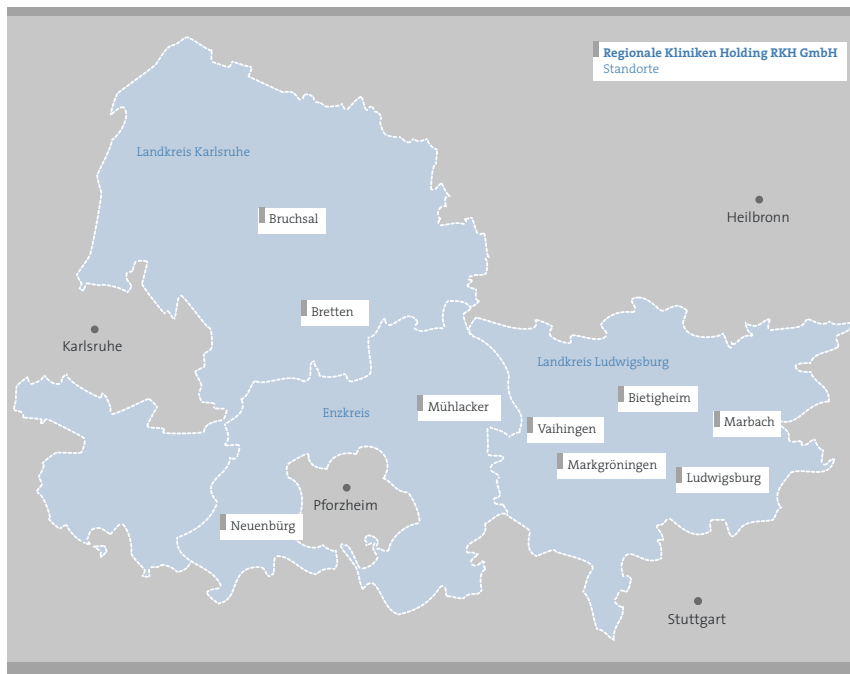 Regionale Kliniken Holding RKH GmbH
Standorte
Landkreis Karlsruhe
Bruchsal
Heilbronn
Bretten
Karlsruhe
Landkreis Ludwigsburg
Bietigheim
Mühlacker
Enzkreis
Marbach
Vaihingen
Markgröningen
Ludwigsburg
Pforzheim
Neuenbürg
Stuttgart